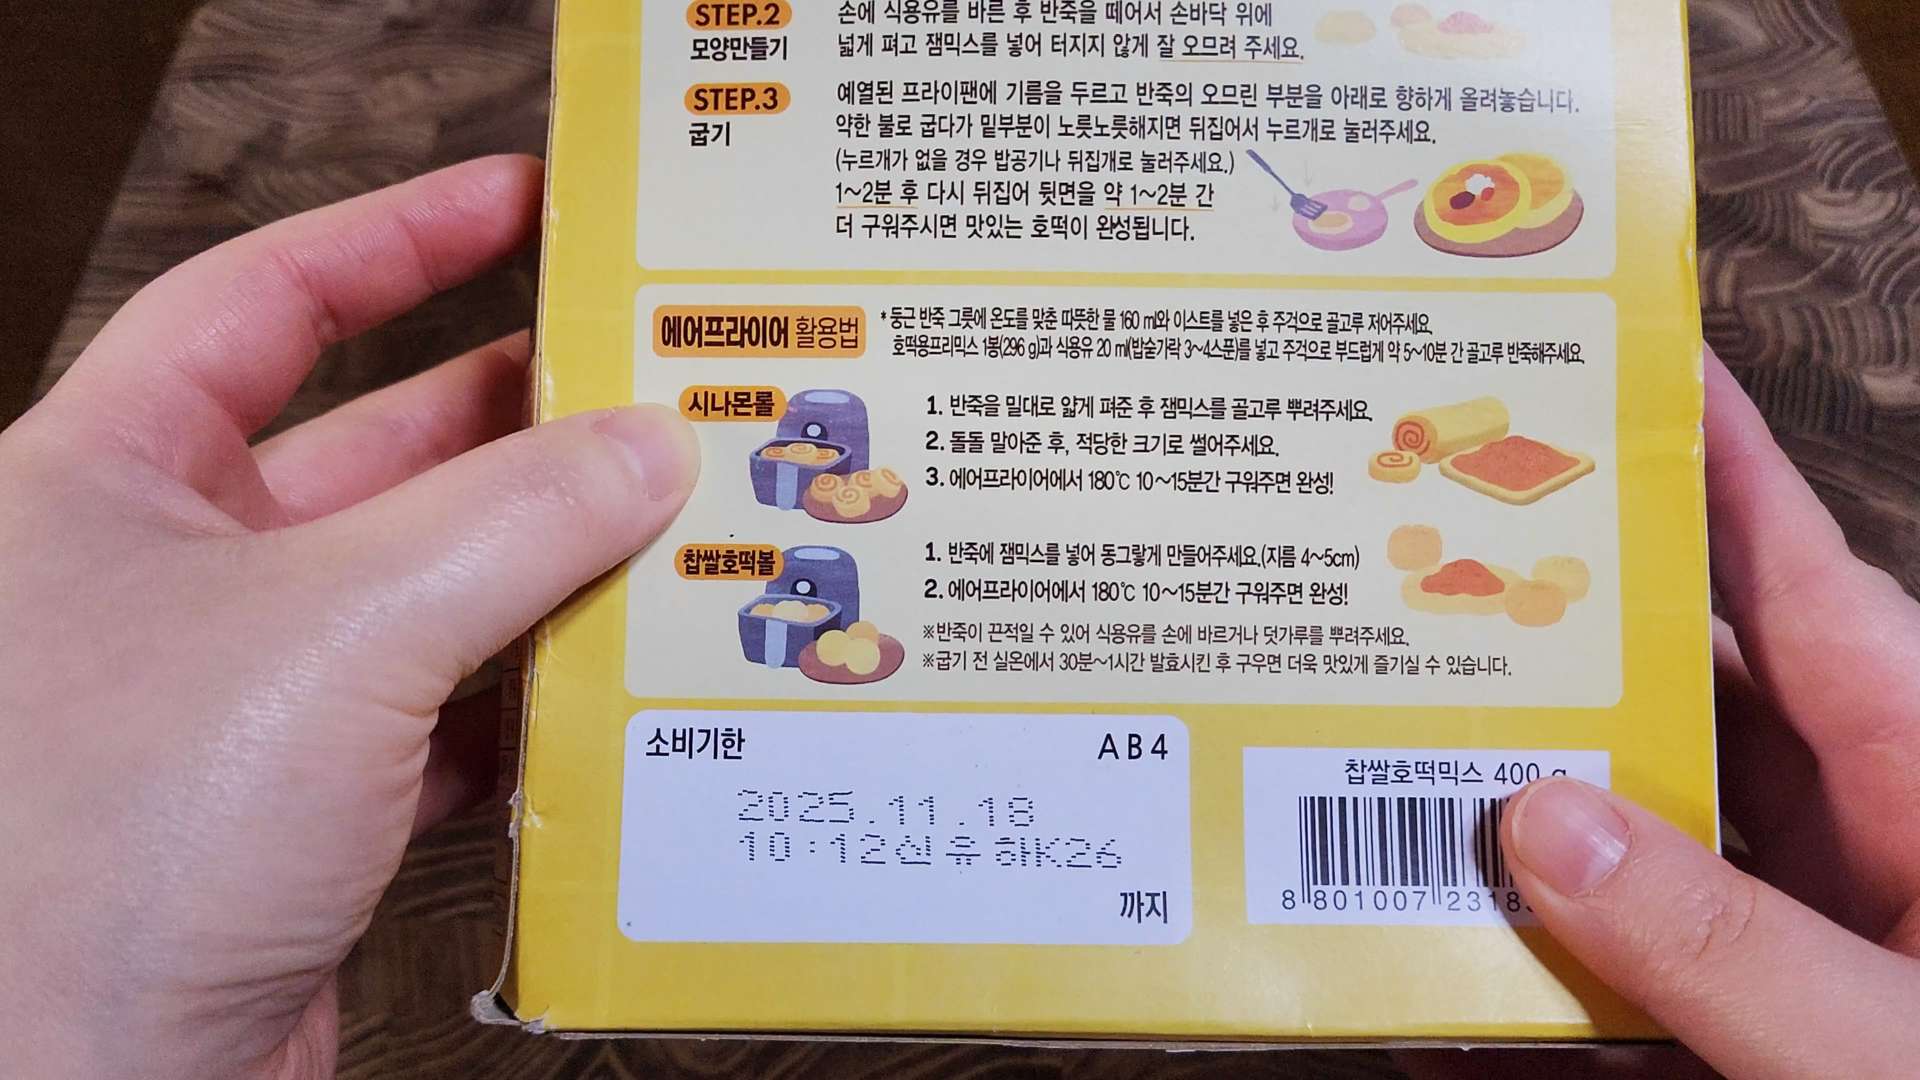 STEP.2
모양만들기
손에 식용유를 바른 후 반죽을 떼어서 손바닥 위에
넓게 펴고 잼믹스를 넣어 터지지 않게 잘 오므려 주세요.
STEP.3
굽기
예열된 프라이팬에 기름을 두르고 반죽의 오므린 부분을 아래로 향하게 올려놓습니다.
약한 불로 굽다가 밑부분이 노릇노릇해지면 뒤집어서 누르개로 눌러주세요.
(누르개가 없을 경우 밥공기나 뒤집개로 눌러주세요.)
1~2분 후 다시 뒤집어 뒷면을 약 1~2분 간
더 구워주시면 맛있는 호떡이 완성됩니다.
에어프라이어 활용법
* 둥근 반죽 그릇에 온도를 맞춘 따뜻한 물 160 ml와 이스트를 넣은 후 주걱으로 골고루 저어주세요.
호떡용프리믹스 1봉(296 g)과 식용유 20 ml(밥숟가락 3~4스푼)를 넣고 주걱으로 부드럽게 약 5~10분 간 골고루 반죽해주세요.
시나몬롤
1. 반죽을 밀대로 얇게 펴준 후 잼믹스를 골고루 뿌려주세요.
2. 돌돌 말아준 후, 적당한 크기로 썰어주세요.
3. 에어프라이어에서 180℃ 10~15분간 구워주면 완성!
찹쌀호떡볼
1. 반죽에 잼믹스를 넣어 동그랗게 만들어주세요.(지름 4~5cm)
2. 에어프라이어에서 180℃ 10~15분간 구워주면 완성!
※반죽이 끈적일 수 있어 식용유를 손에 바르거나 덧가루를 뿌려주세요.
※굽기 전 실온에서 30분~1시간 발효시킨 후 구우면 더욱 맛있게 즐기실 수 있습니다.
소비기한
AB4
2025.11.18
10:12신유하K26
까지
찹쌀호떡믹스 400 g
8 801007 23183